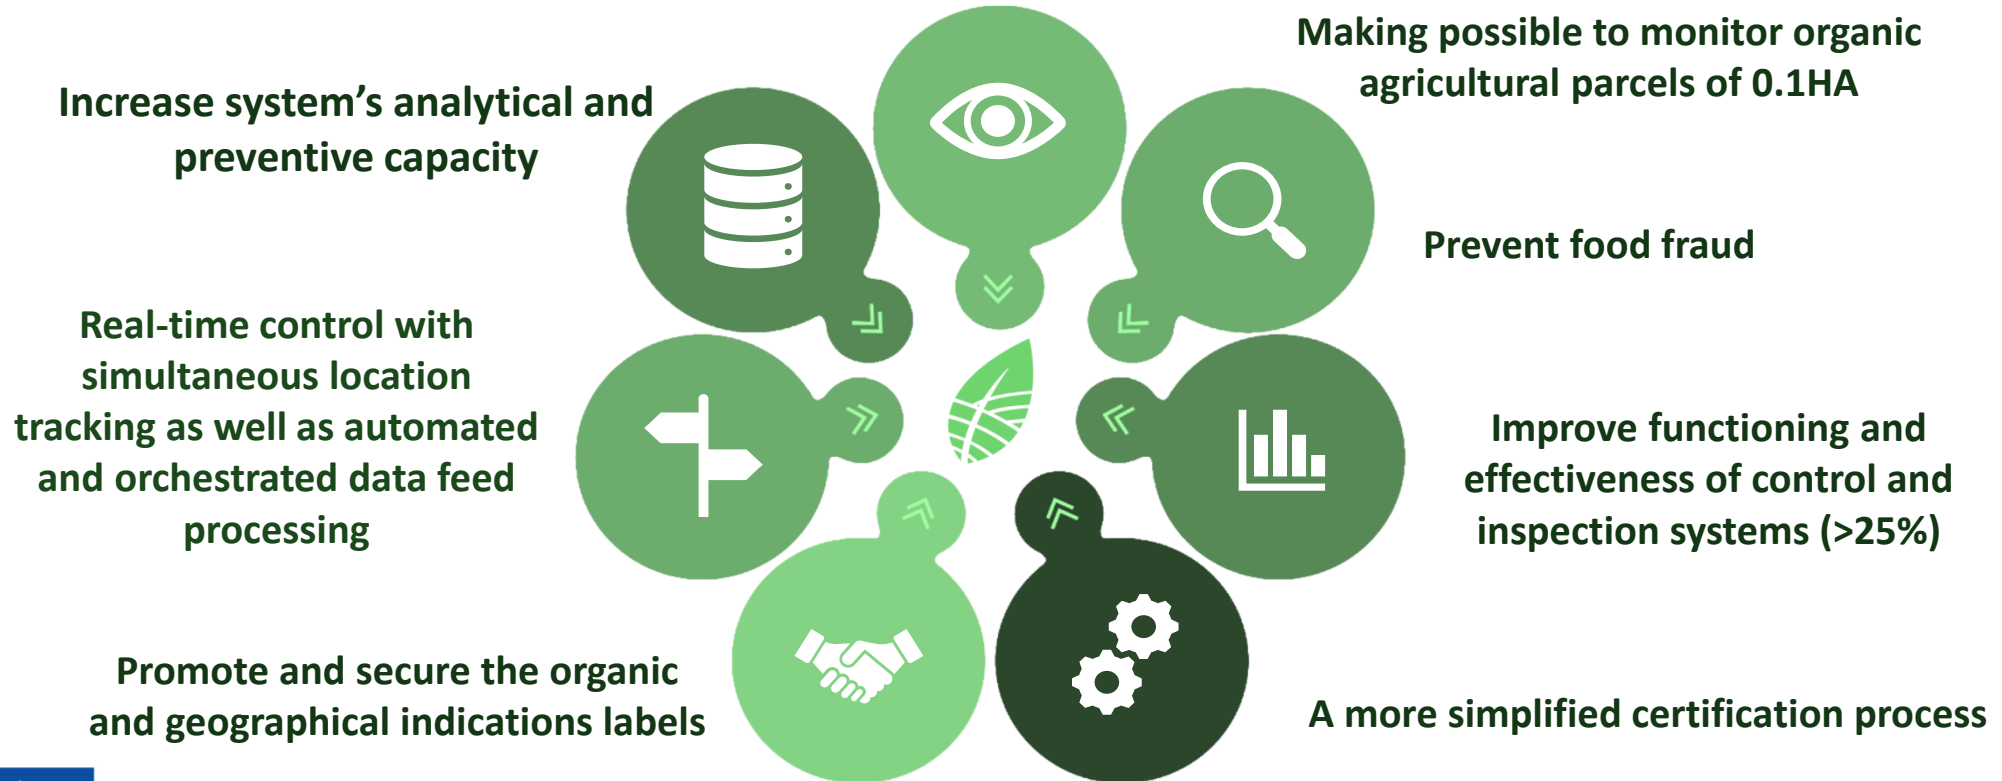 Making possible to monitor organic
agricultural parcels of 0.1HA
Increase system’s analytical and
preventive capacity
Prevent food fraud
Real-time control with
simultaneous location
tracking as well as automated
and orchestrated data feed
processing
Improve functioning and
effectiveness of control and
inspection systems (>25%)
Promote and secure the organic
and geographical indications labels
A more simplified certification process